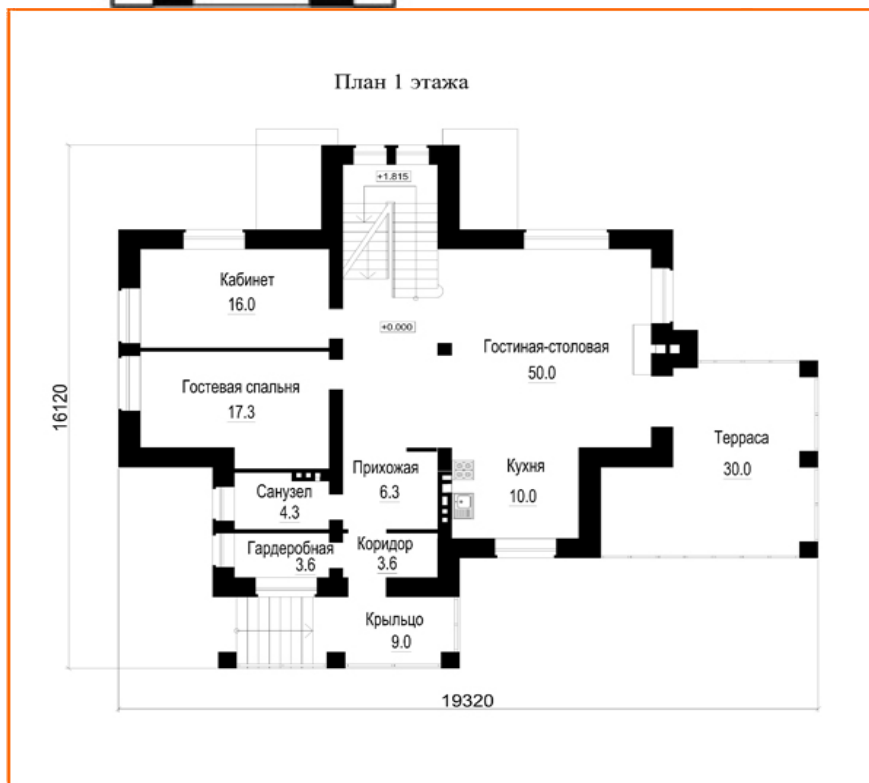 План 1 этажа
+1.815
Кабинет
16.0
+0.000
Гостиная-столовая
50.0
Гостевая спальня
17.3
Терраса
30.0
Прихожая
6.3
Кухня
10.0
Санузел
4.3
Гардеробная
3.6
Коридор
3.6
Крыльцо
9.0
16120
19320